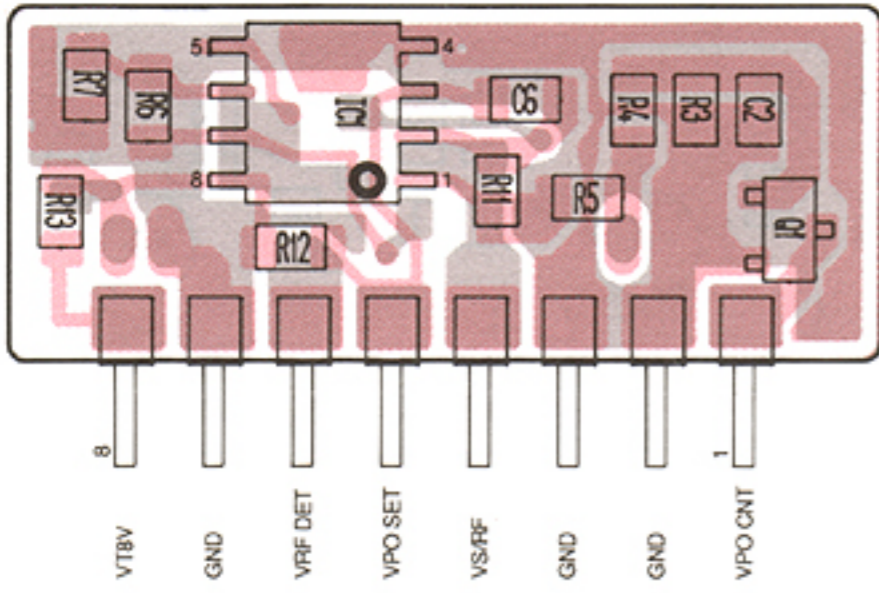 5
4
R7
R6
IC1
C6
R4
R3
C2
8
1
R13
R11
R5
Q1
R12
8
1
VT8V
GND
VRF DET
VPO SET
VS/RF
GND
GND
VPO CNT